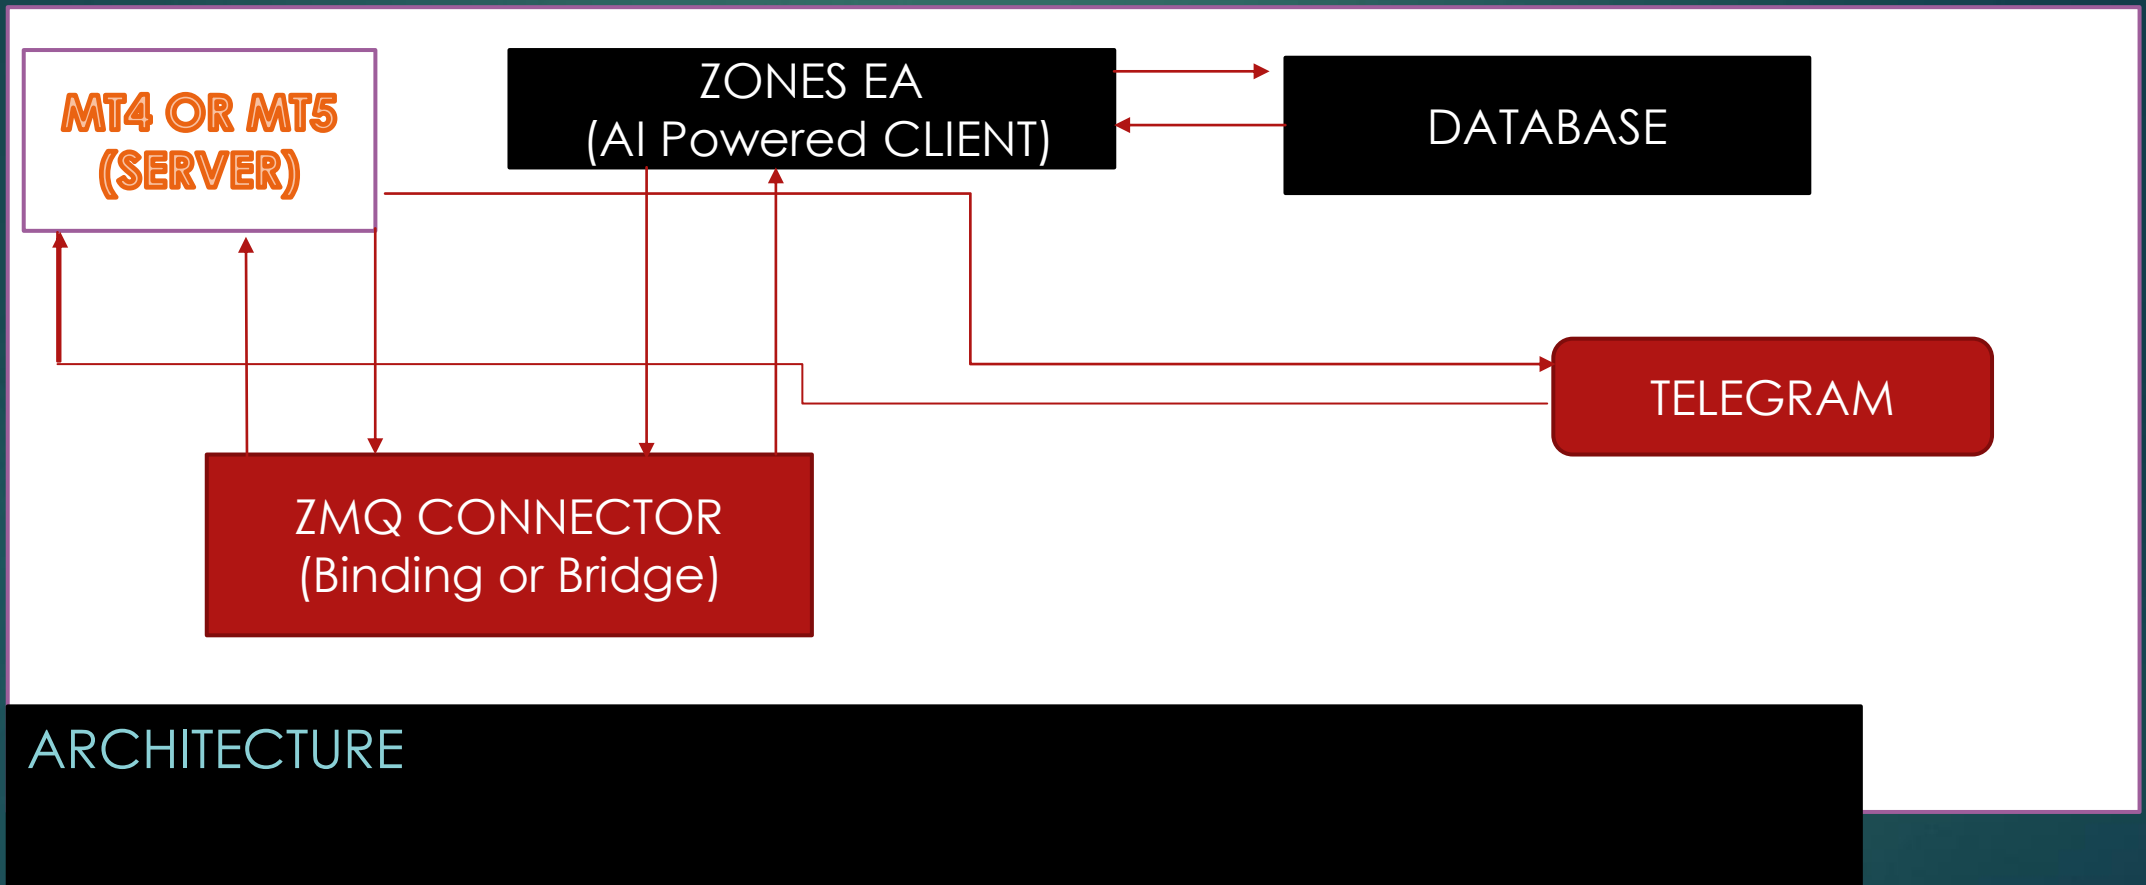 MT4 OR MT5
(SERVER)
ZONES EA
(AI Powered CLIENT)
DATABASE
TELEGRAM
ZMQ CONNECTOR
(Binding or Bridge)
ARCHITECTURE